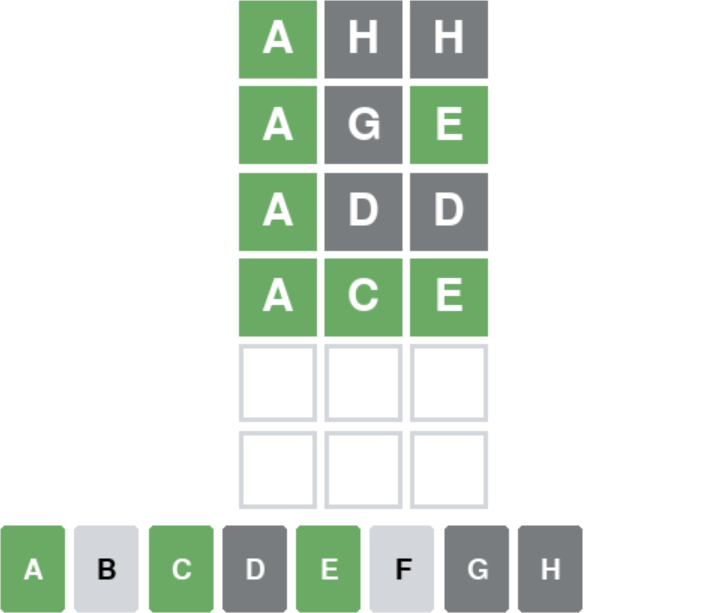 A H H
A G E
A D D
A C E
A B C D E F G H